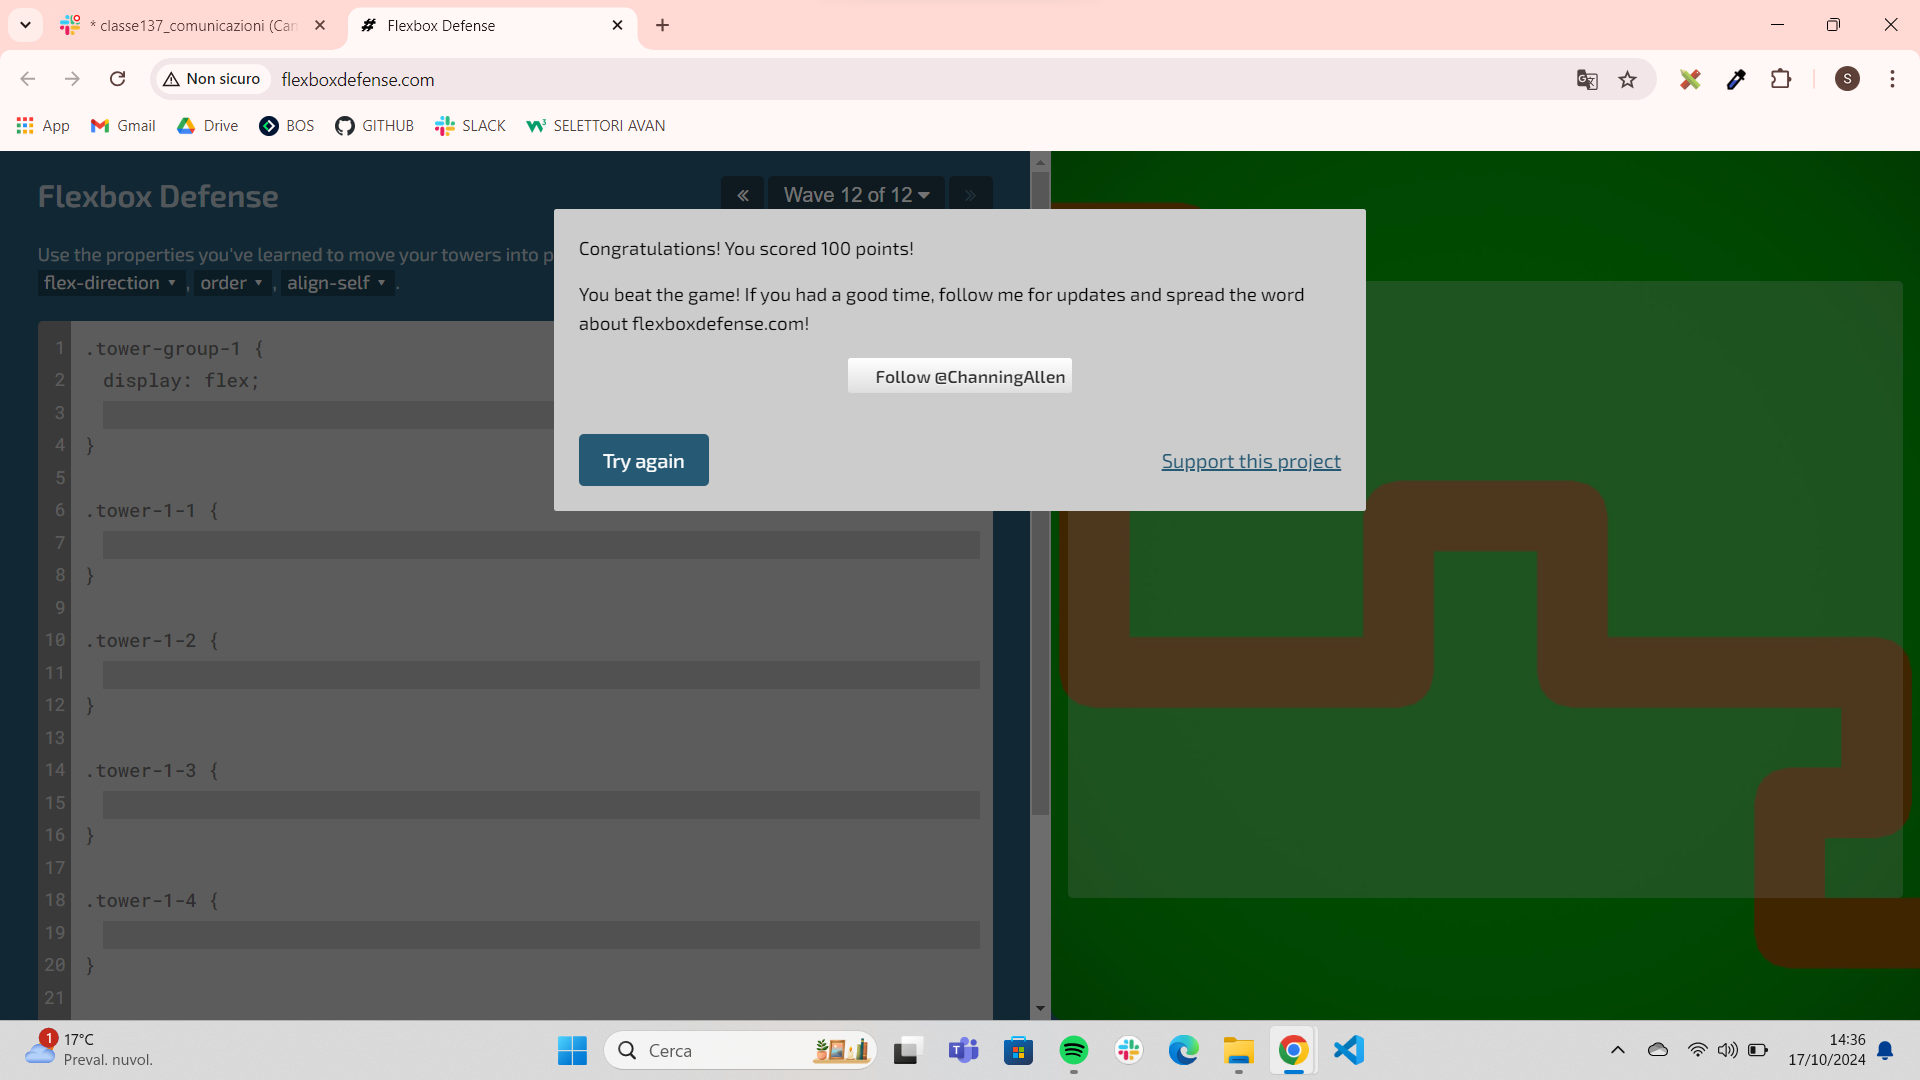 * classe137_comunicazioni (Can
Flexbox Defense
Non sicuro
flexboxdefense.com
S
App
Gmail
Drive
BOS
GITHUB
SLACK
SELETTORI AVAN
Flexbox Defense
« Wave 12 of 12 »
Use the properties you've learned to move your towers into p
flex-direction ▾, order ▾, align-self ▾.
Congratulations! You scored 100 points!
You beat the game! If you had a good time, follow me for updates and spread the word
about flexboxdefense.com!
Follow @ChanningAllen
Try again
Support this project
1 .tower-group-1 {
2 display: flex;
3
4 }
5
6 .tower-1-1 {
7
8 }
9
10 .tower-1-2 {
11
12 }
13
14 .tower-1-3 {
15
16 }
17
18 .tower-1-4 {
19
20 }
21
1
17°C
Preval. nuvol.
Cerca
14:36
17/10/2024